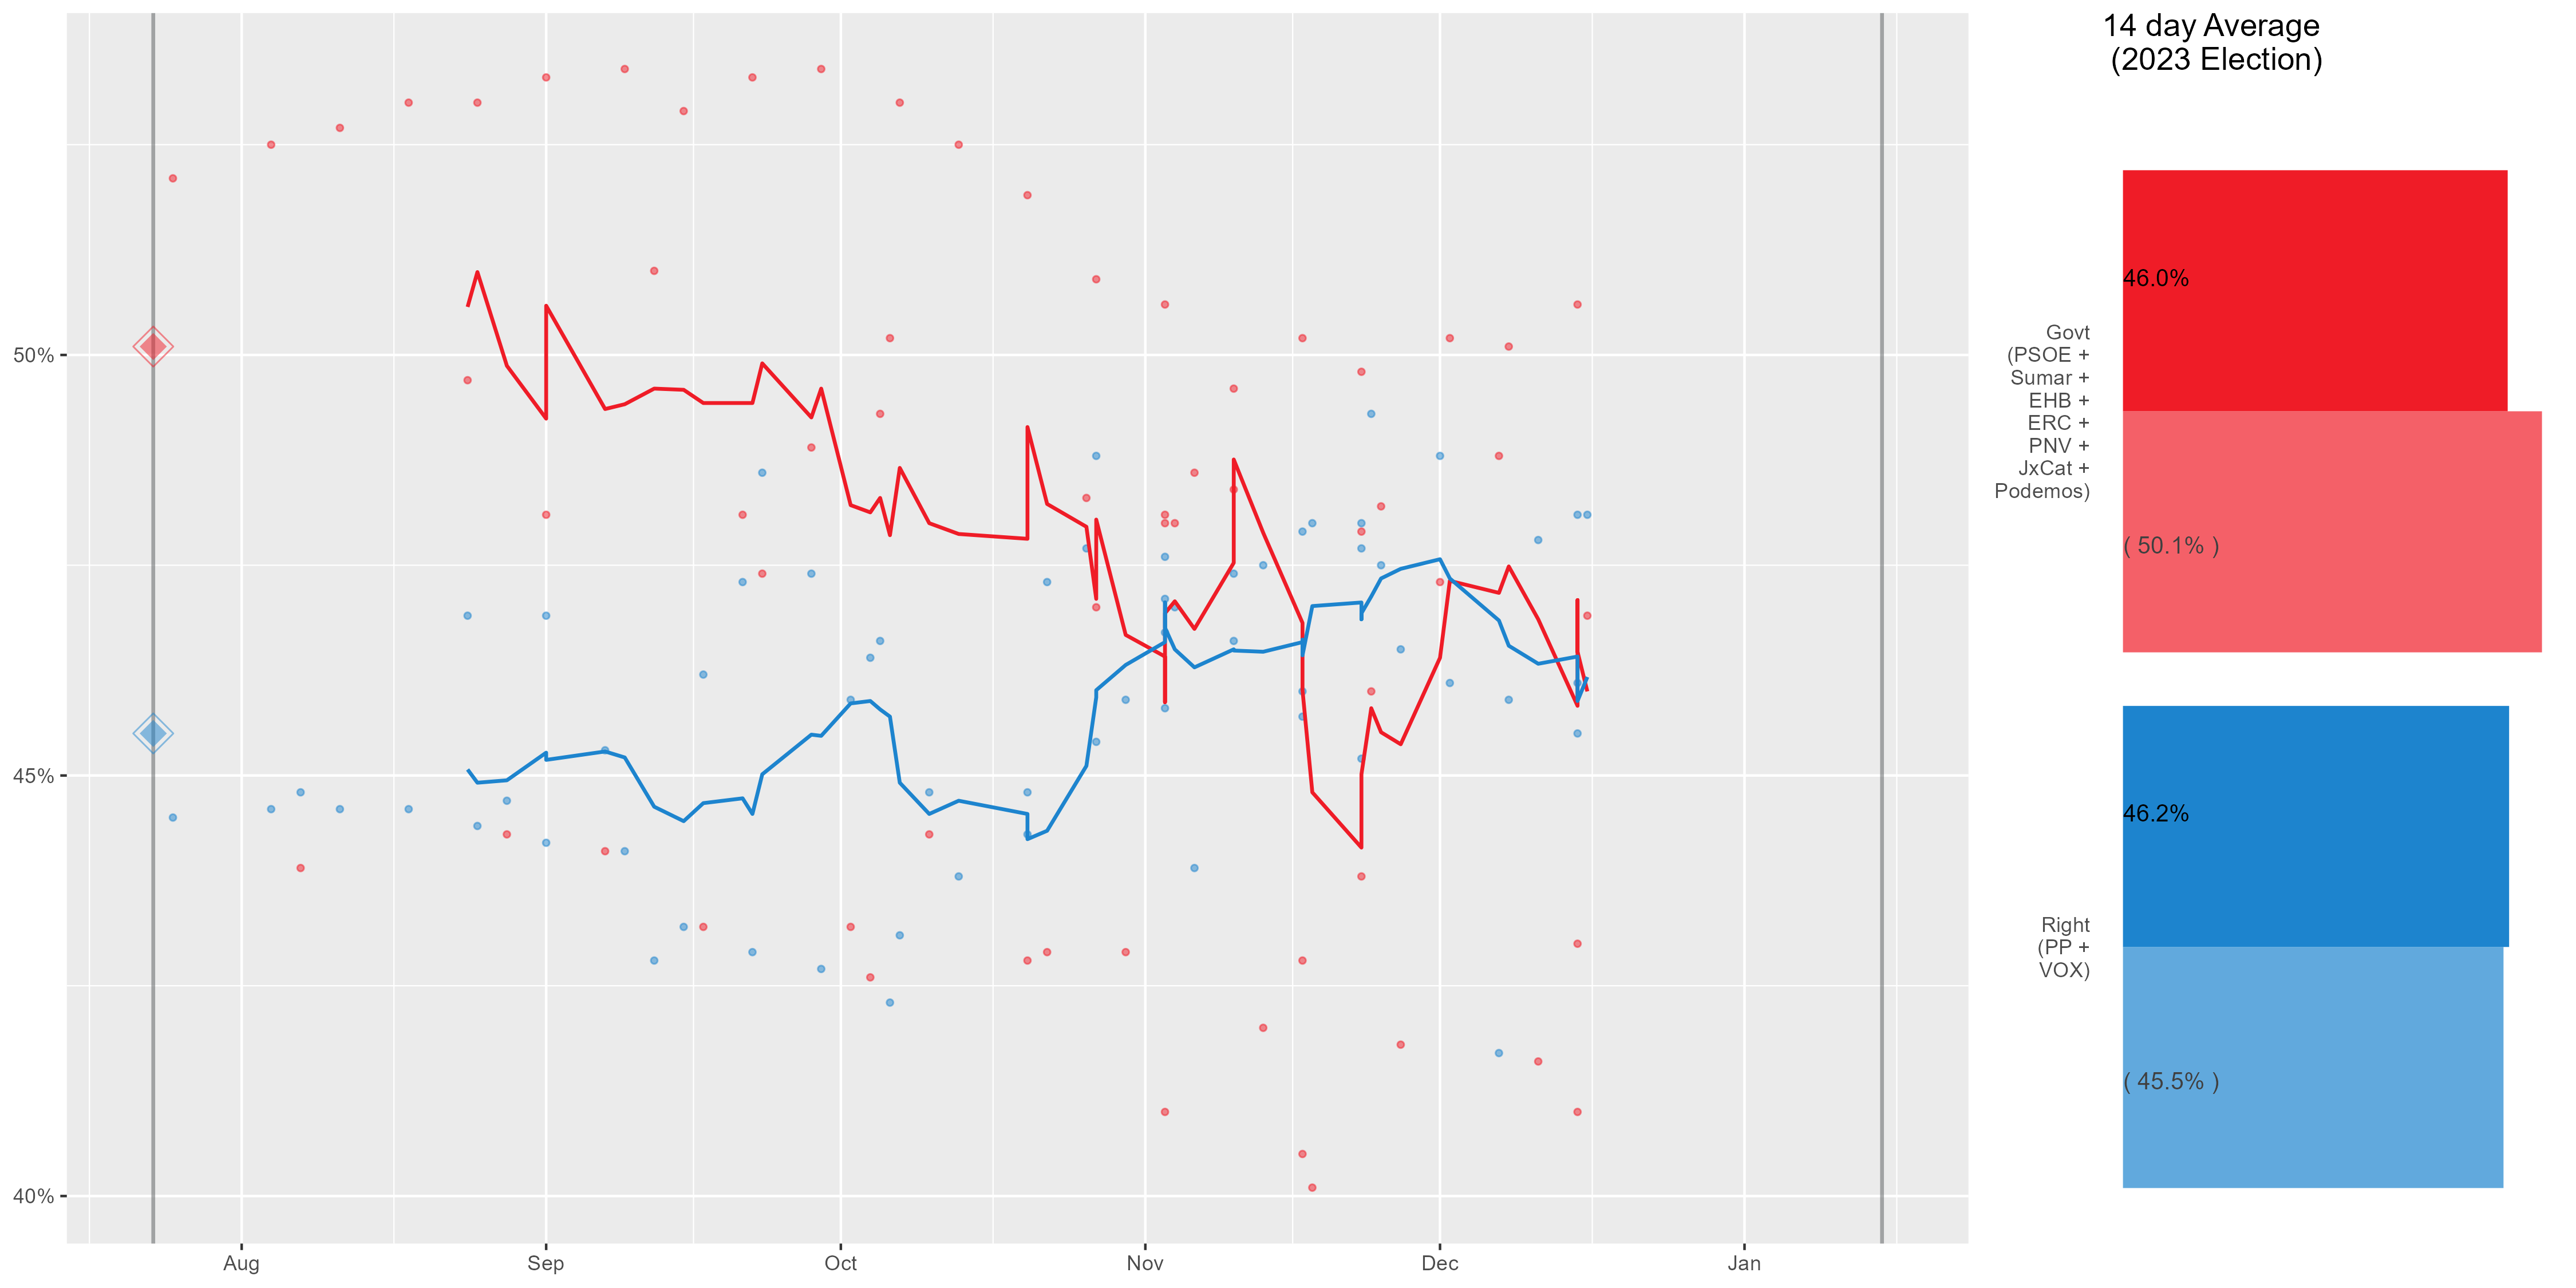 14 day Average
(2023 Election)
50%
45%
40%
Aug
Sep
Oct
Nov
Dec
Jan
Govt
(PSOE +
Sumar +
EHB +
ERC +
PNV +
JxCat +
Podemos)
46.0%
( 50.1% )
Right
(PP +
VOX)
46.2%
( 45.5% )